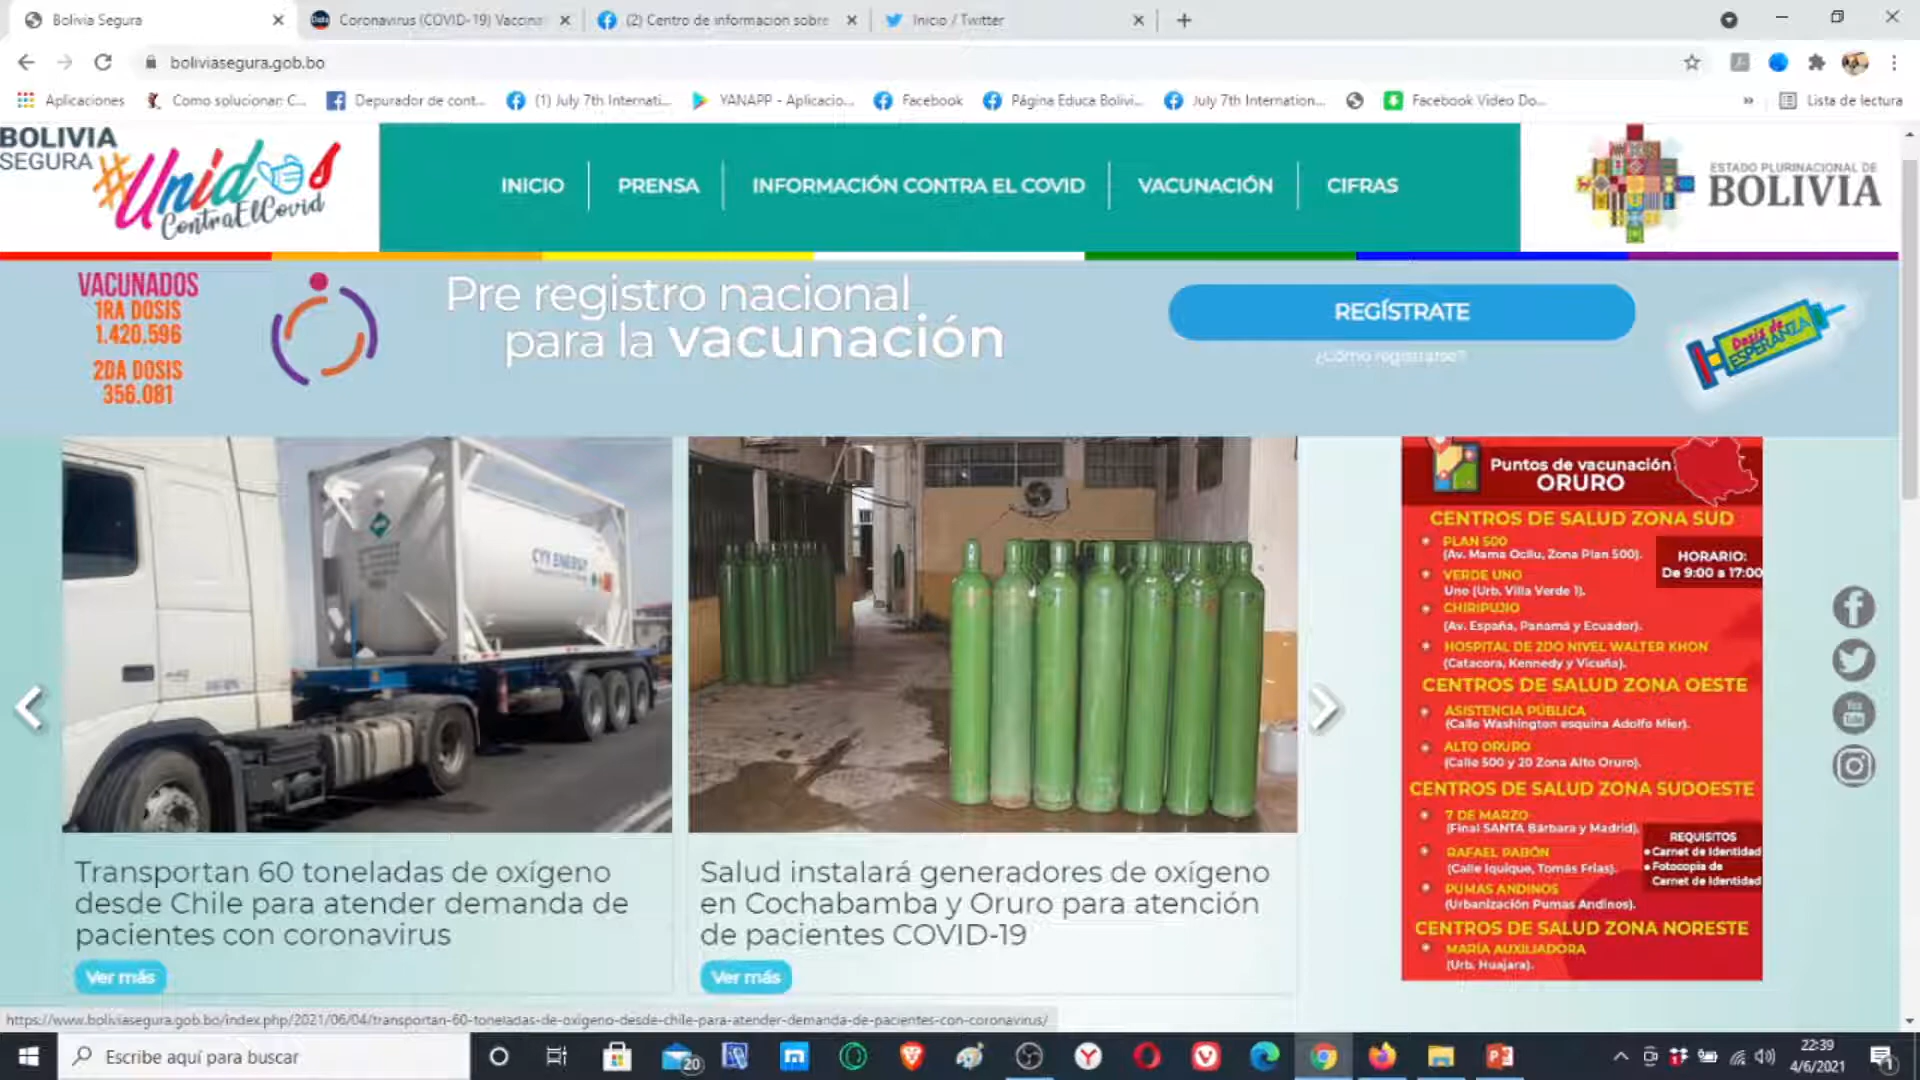 Bolivia Segura
Coronavirus (COVID-19) Vaccina
(2) Centro de informacion sobre
Inicio / Twitter
boliviasegura.gob.bo
Aplicaciones
Como solucionar: C...
Depurador de cont...
(1) July 7th Internati...
YANAPP - Aplicacio...
Facebook
Página Educa Bolivi...
July 7th Internation...
Facebook Video Do...
»
Lista de lectura
BOLIVIA
SEGURA
#Unidos
ContraElCovid
INICIO
PRENSA
INFORMACIÓN CONTRA EL COVID
VACUNACIÓN
CIFRAS
ESTADO PLURINACIONAL DE
BOLIVIA
VACUNADOS
1RA DOSIS
1.420.596
2DA DOSIS
356.081
Pre registro nacional
para la vacunación
REGÍSTRATE
¿Cómo registrarse?
Dosis de
ESPERANZA
CYY ENERGY
Puntos de vacunación
ORURO
CENTROS DE SALUD ZONA SUD
PLAN 500
(Av. Mama Ocllu, Zona Plan 500).
HORARIO:
De 9:00 a 17:00
VERDE UNO
Uno (Urb. Villa Verde 1).
CHIRIPUJIO
(Av. España, Panamá y Ecuador).
HOSPITAL DE 2DO NIVEL WALTER KHON
(Catacora, Kennedy y Vicuña).
CENTROS DE SALUD ZONA OESTE
ASISTENCIA PÚBLICA
(Calle Washington esquina Adolfo Mier).
ALTO ORURO
(Calle 500 y 20 Zona Alto Oruro).
CENTROS DE SALUD ZONA SUDOESTE
7 DE MARZO
(Final SANTA Bárbara y Madrid).
RAFAEL PABÓN
(Calle Iquique, Tomás Frias).
PUMAS ANDINOS
(Urbanización Pumas Andinos).
REQUISITOS
• Carnet de Identidad
• Fotocopia de
Carnet de Identidad
CENTROS DE SALUD ZONA NORESTE
MARÍA AUXILIADORA
(Urb. Huajara).
You
Tube
Transportan 60 toneladas de oxígeno
desde Chile para atender demanda de
pacientes con coronavirus
Ver más
Salud instalará generadores de oxígeno
en Cochabamba y Oruro para atención
de pacientes COVID-19
Ver más
https://www.boliviasegura.gob.bo/index.php/2021/06/04/transportan-60-toneladas-de-oxigeno-desde-chile-para-atender-demanda-de-pacientes-con-coronavirus/
Escribe aquí para buscar
20
22:39
4/6/2021
1